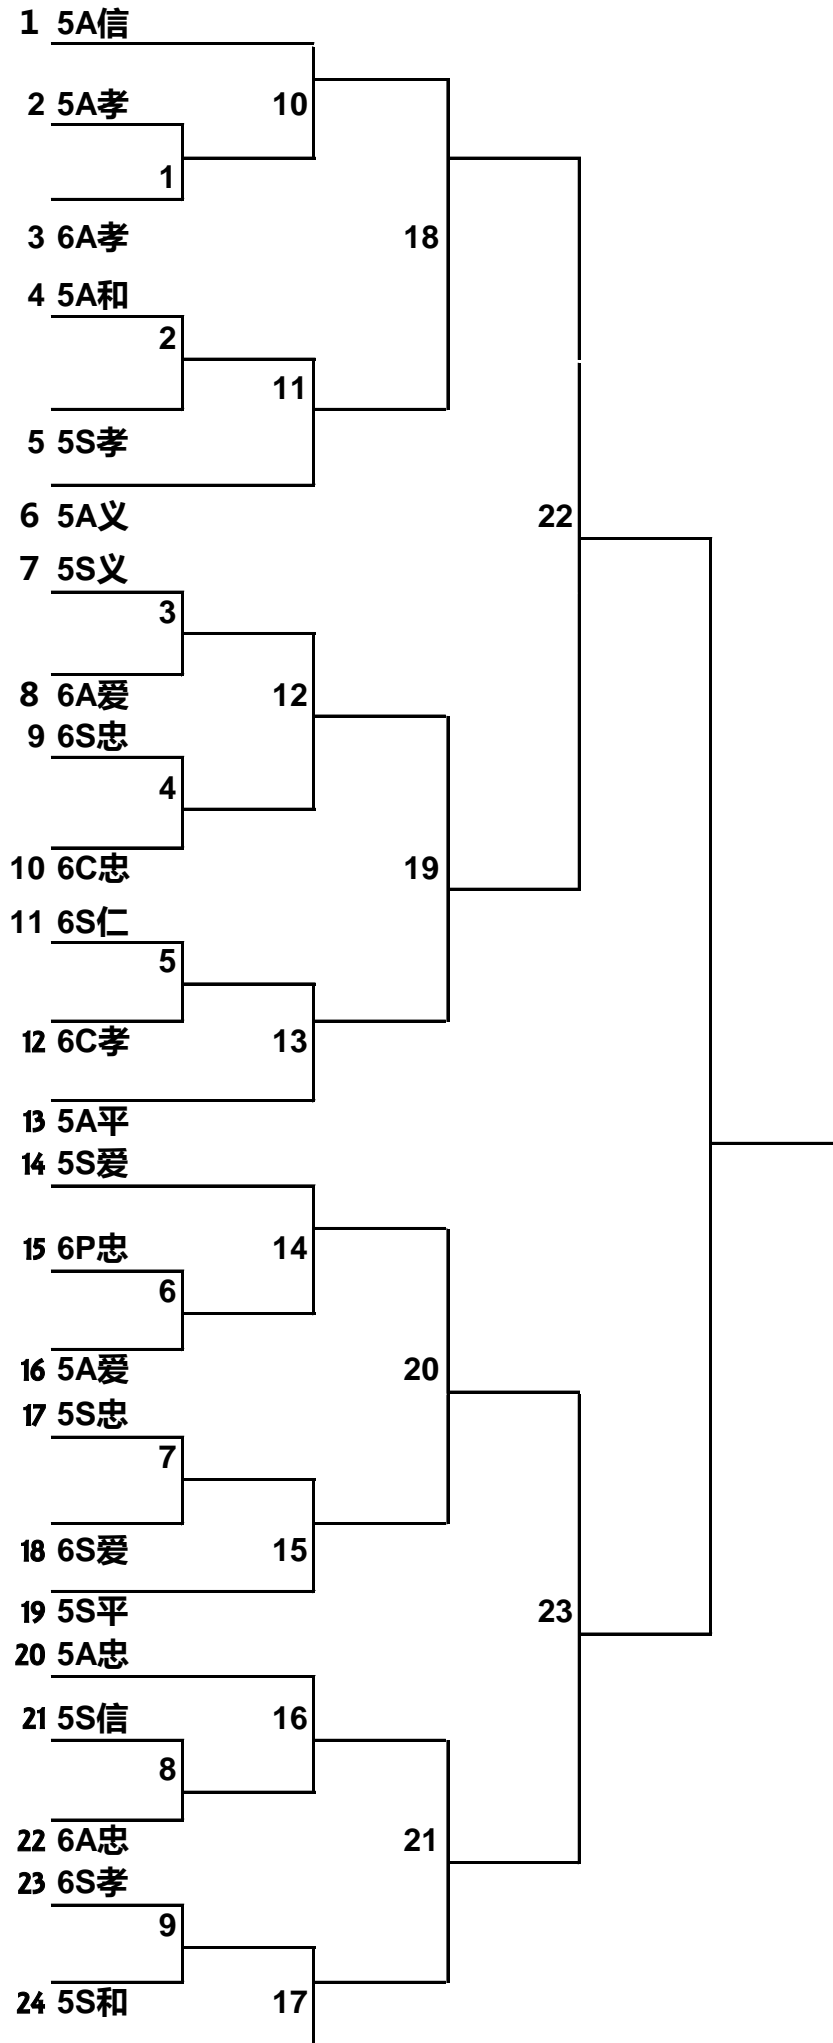 1 5A信
2 5A孝 10
1
3 6A孝 18
4 5A和
2
11
5 5S孝
6 5A义 22
7 5S义
3
8 6A爱 12
9 6S忠
4
10 6C忠 19
11 6S仁
5
12 6C孝 13
13 5A平
14 5S爱
15 6P忠 14
6
16 5A爱 20
17 5S忠
7
18 6S爱 15
19 5S平 23
20 5A忠
21 5S信 16
8
22 6A忠 21
23 6S孝
9
24 5S和 17